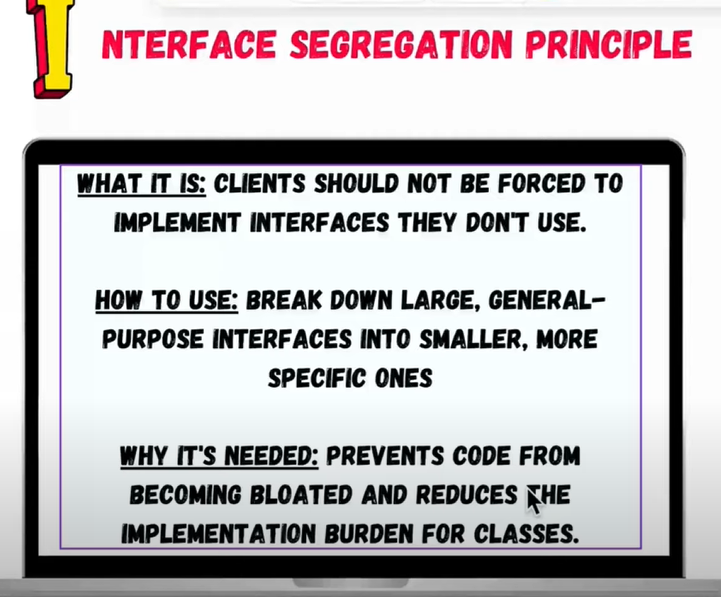 INTERFACE SEGREGATION PRINCIPLE
WHAT IT IS: CLIENTS SHOULD NOT BE FORCED TO
IMPLEMENT INTERFACES THEY DON'T USE.
HOW TO USE: BREAK DOWN LARGE, GENERAL-
PURPOSE INTERFACES INTO SMALLER, MORE
SPECIFIC ONES
WHY IT'S NEEDED: PREVENTS CODE FROM
BECOMING BLOATED AND REDUCES THE
IMPLEMENTATION BURDEN FOR CLASSES.